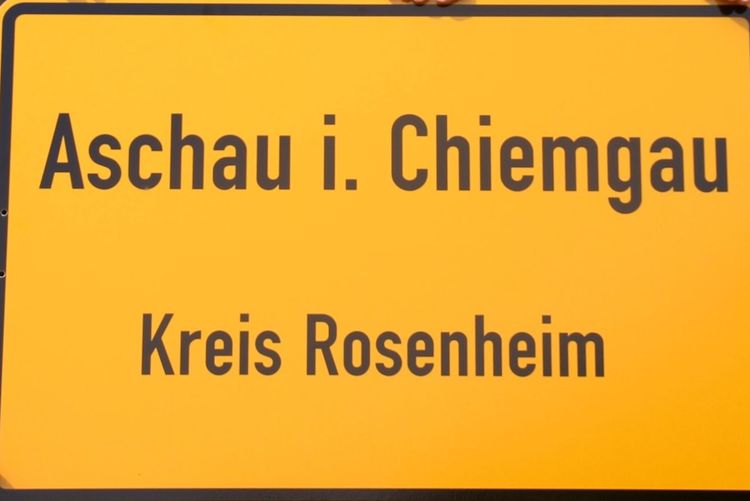 Aschau i. Chiemgau
Kreis Rosenheim